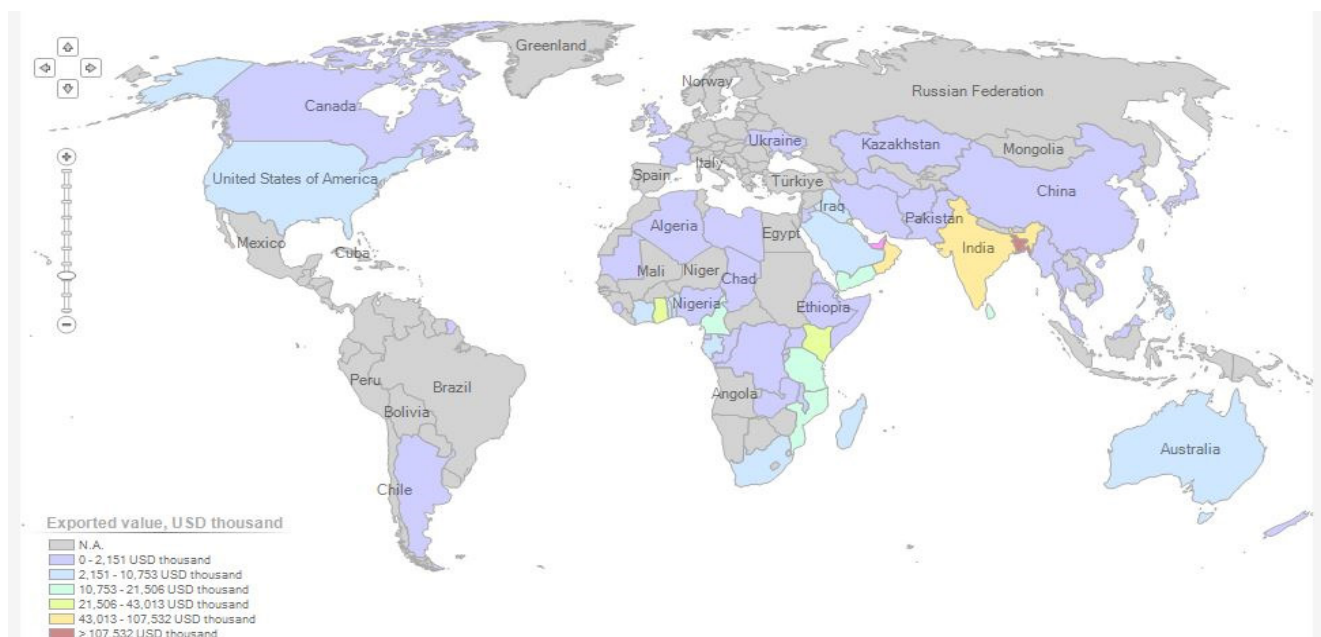 Greenland
Norway
Russian Federation
Canada
Ukraine
Kazakhstan
Mongolia
Italy
Spain
Türkiye
United States of America
China
Iraq
Pakistan
Algeria
Egypt
India
Mexico
Cuba
Mali
Niger
Chad
Nigeria
Ethiopia
Peru
Brazil
Angola
Bolivia
Australia
Chile
Exported value, USD thousand
N.A.
0 - 2,151 USD thousand
2,151 - 10,753 USD thousand
10,753 - 21,506 USD thousand
21,506 - 43,013 USD thousand
43,013 - 107,532 USD thousand
> 107,532 USD thousand